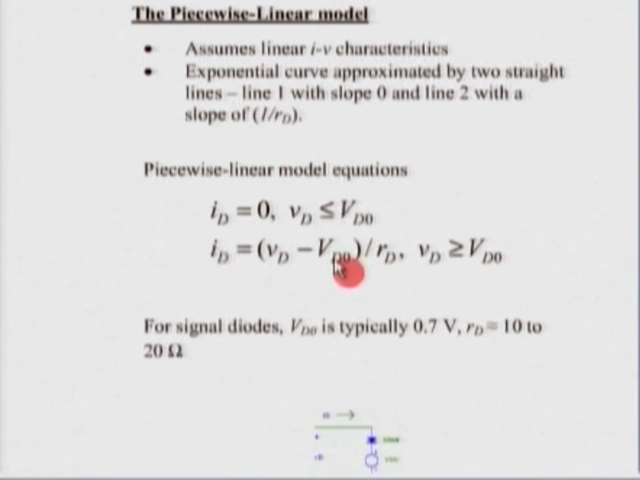 The Piecewise-Linear model
• Assumes linear i-v characteristics
• Exponential curve approximated by two straight
lines – line 1 with slope 0 and line 2 with a
slope of (1/rD).
Piecewise-linear model equations
iD = 0, vD ≤ VD0
iD = (vD − VD0)/rD, vD ≥ VD0
For signal diodes, VD0 is typically 0.7 V, rD = 10 to
20 Ω